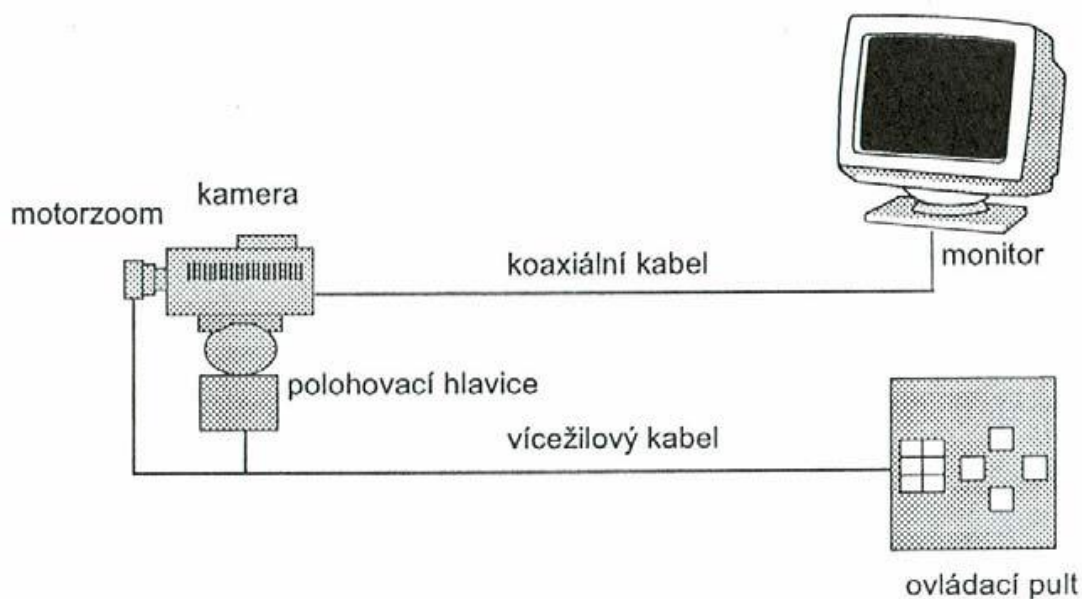 kamera
motorzoom
koaxiální kabel
monitor
polohovací hlavice
vícežilový kabel
ovládací pult